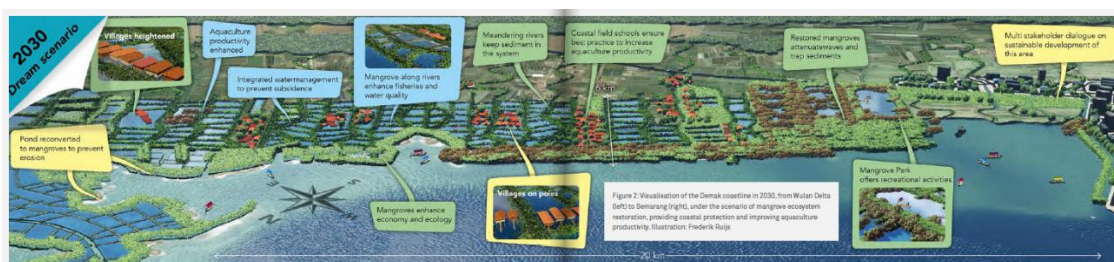 2030
Dream scenario
Villages heightened
Aquaculture
productivity
enhanced
Integrated watermanagement
to prevent subsidence
Mangrove along rivers
enhance fisheries and
water quality
Meandering rivers
keep sediment in
the system
Coastal field schools ensure
best practice to increase
aquaculture productivity
6 km
Restored mangroves
attenuatewaves and
trap sediments
Multi stakeholder dialogue on
sustainable development of
this area
Pond reconverted
to mangroves to prevent
erosion
Mangroves enhance
economy and ecology
Villages on poles
Figure 2: Visualisation of the Demak coastline in 2030, from Wulan Delta
(left) to Semarang (right), under the scenario of mangrove ecosystem
restoration, providing coastal protection and improving aquaculture
productivity. Illustration: Frederik Ruijs
Mangrove Park
offers recreational activities
20 km